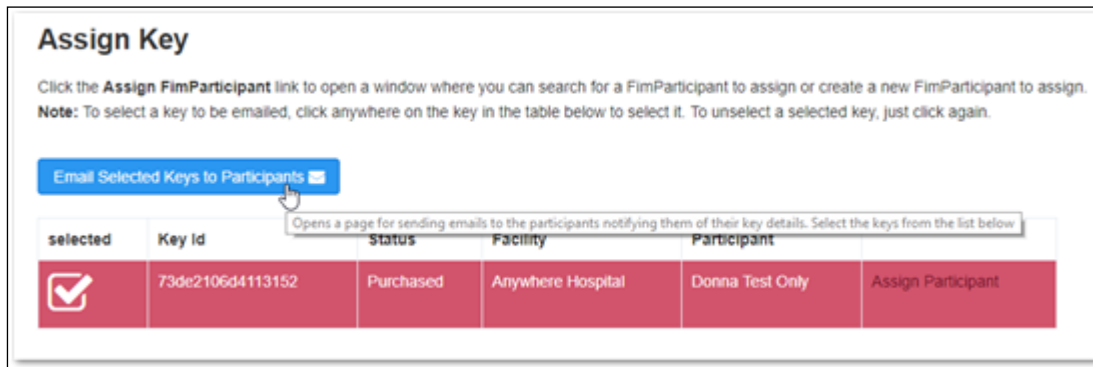 Assign Key
Click the Assign FimParticipant link to open a window where you can search for a FimParticipant to assign or create a new FimParticipant to assign.
Note: To select a key to be emailed, click anywhere on the key in the table below to select it. To unselect a selected key, just click again.
Email Selected Keys to Participants
Opens a page for sending emails to the participants notifying them of their key details. Select the keys from the list below
selected Key Id Status Facility Participant
73de2106d4113152 Purchased Anywhere Hospital Donna Test Only Assign Participant